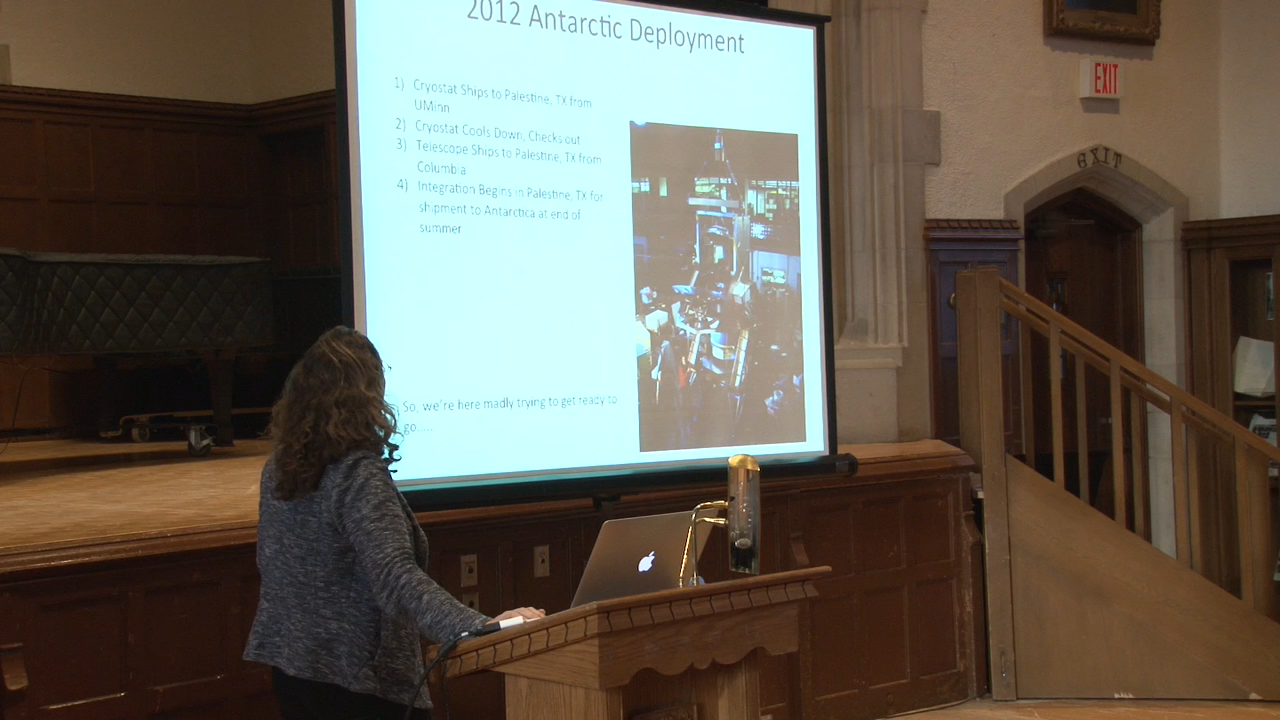 2012 Antarctic Deployment
1) Cryostat Ships to Palestine, TX from
UMinn
2) Cryostat Cools Down, Checks out
3) Telescope Ships to Palestine, TX from
Columbia
4) Integration Begins in Palestine, TX for
shipment to Antarctica at end of
summer
So, we're here madly trying to get ready to
go.....
EXIT
EXIT